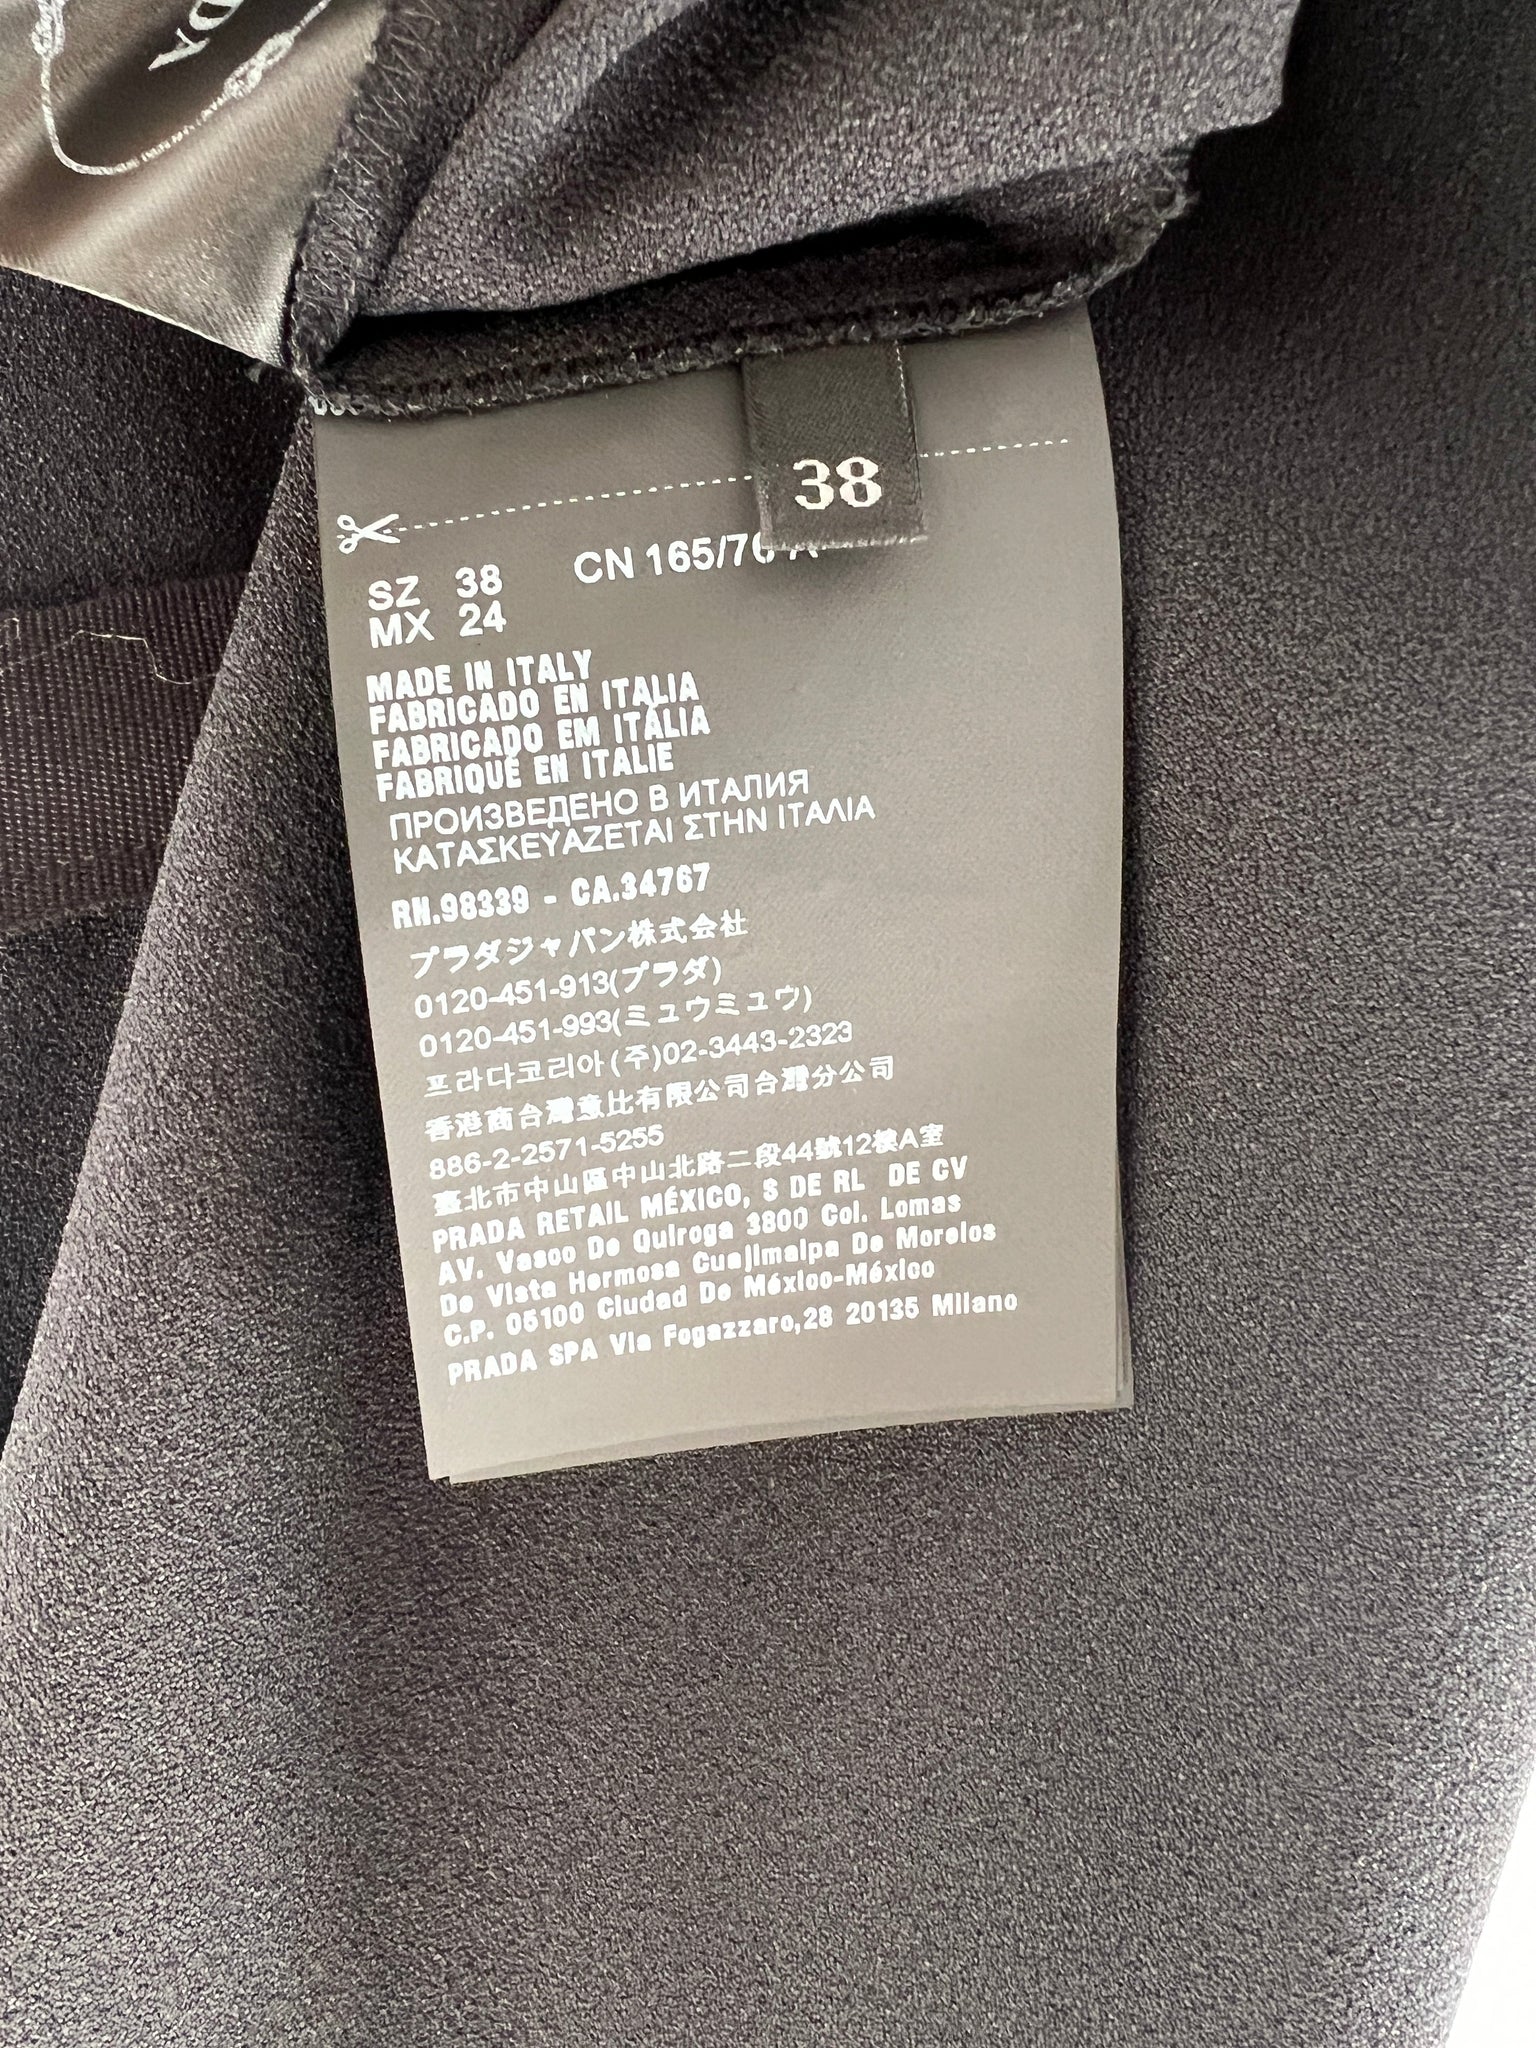 DA
38
SZ 38 CN 165/76 A
MX 24
MADE IN ITALY
FABRICADO EN ITALIA
FABRICADO EM ITÁLIA
FABRIQUÉ EN ITALIE
ПРОИЗВЕДЕНО В ИТАЛИЯ
ΚΑΤΑΣΚΕΥΑΖΕΤΑΙ ΣΤΗΝ ΙΤΑΛΙΑ
RN.98339 - CA.34767
プラダジャパン株式会社
0120-451-913(プラダ)
0120-451-993(ミュウミュウ)
프라다코리아(주)02-3443-2323
香港商台灣意比有限公司台灣分公司
886-2-2571-5255
臺北市中山區中山北路二段44號12樓A室
PRADA RETAIL MÉXICO, S DE RL DE CV
AV. Vasco De Quiroga 3800 Col. Lomas
De Vista Hermosa Cuajimalpa De Morelos
C.P. 05100 Ciudad De México-México
PRADA SPA Via Fogazzaro,28 20135 Milano